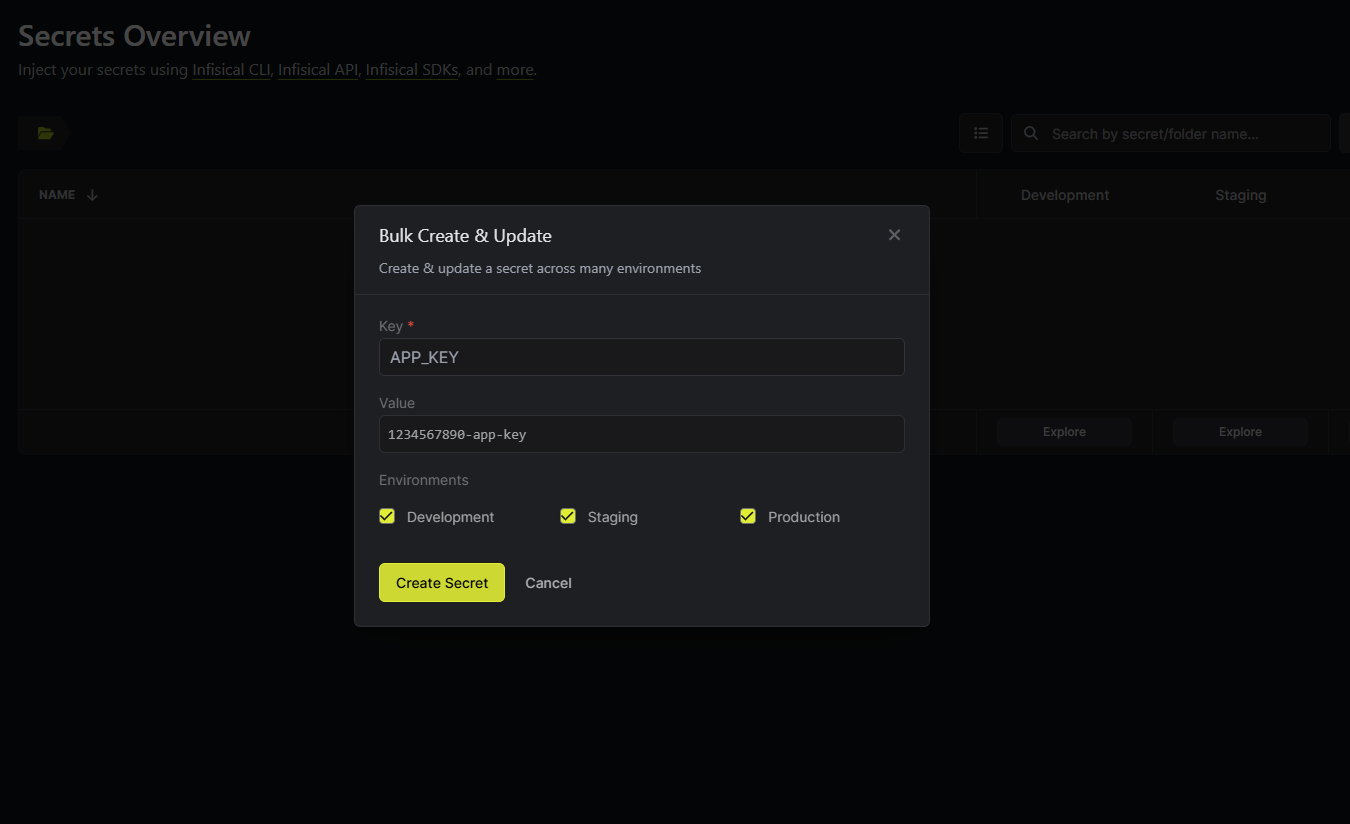 Secrets Overview
Inject your secrets using Infisical CLI, Infisical API, Infisical SDKs, and more.
Search by secret/folder name...
NAME
Development
Staging
Bulk Create & Update
Create & update a secret across many environments
Key *
APP_KEY
Value
1234567890-app-key
Explore
Explore
Environments
Development
Staging
Production
Create Secret
Cancel